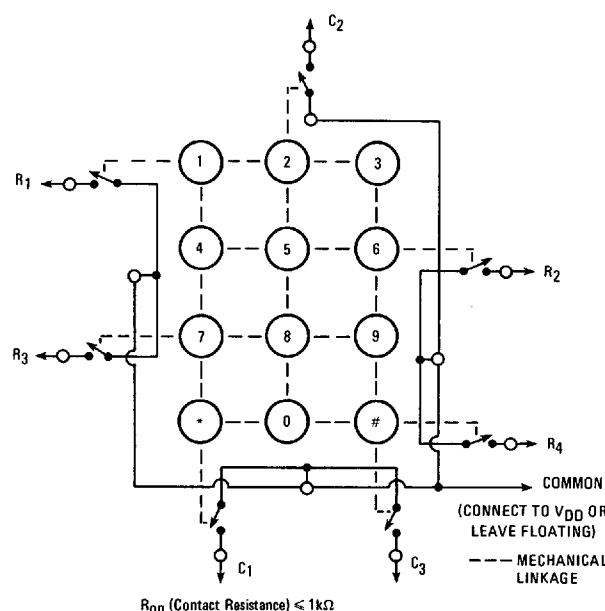 C2
1 2 3
R1
4 5 6
R2
7 8 9
R3
* 0 #
R4
COMMON
(CONNECT TO VDD OR
LEAVE FLOATING)
C1 C3
--- MECHANICAL
LINKAGE
RON (Contact Resistance) ≤ 1kΩ